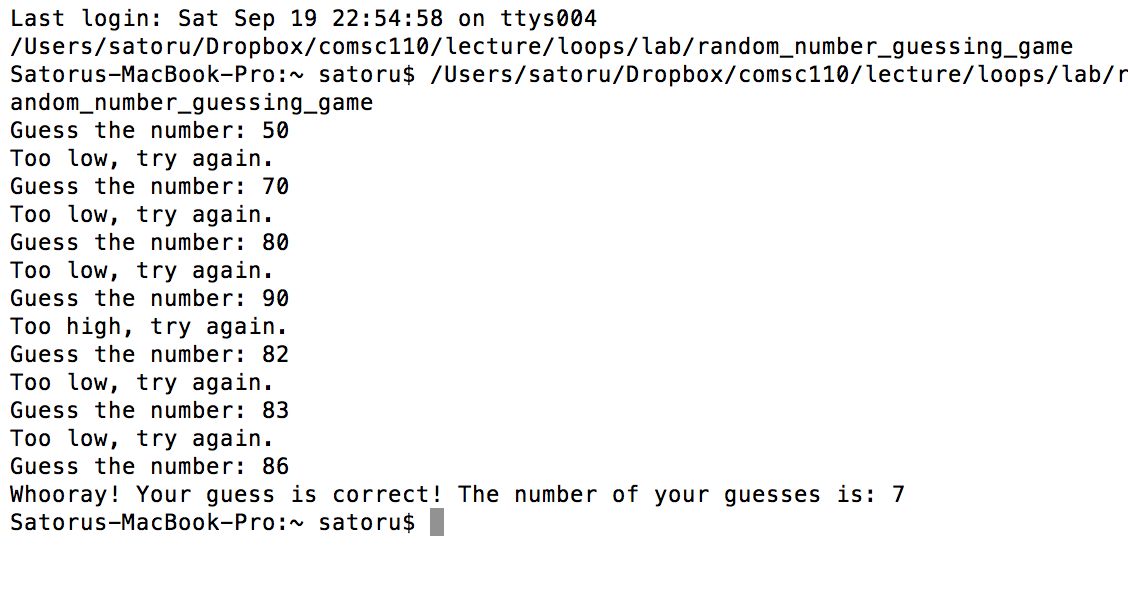 Last login: Sat Sep 19 22:54:58 on ttys004
/Users/satoru/Dropbox/comsc110/lecture/loops/lab/random_number_guessing_game
Satorus-MacBook-Pro:~ satoru$ /Users/satoru/Dropbox/comsc110/lecture/loops/lab/r
andom_number_guessing_game
Guess the number: 50
Too low, try again.
Guess the number: 70
Too low, try again.
Guess the number: 80
Too low, try again.
Guess the number: 90
Too high, try again.
Guess the number: 82
Too low, try again.
Guess the number: 83
Too low, try again.
Guess the number: 86
Whooray! Your guess is correct! The number of your guesses is: 7
Satorus-MacBook-Pro:~ satoru$